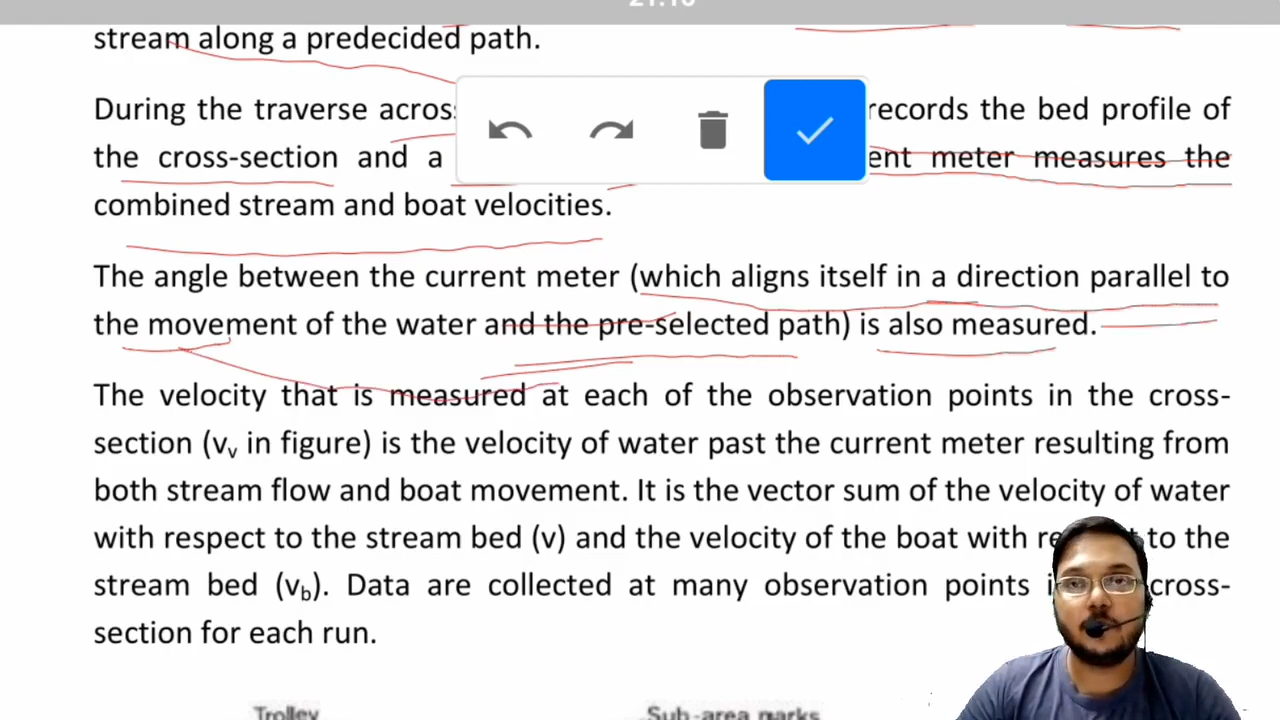 stream along a predecided path.
During the traverse records the bed profile of
the cross-section and a meter measures the
combined stream and boat velocities.
The angle between the current meter (which aligns itself in a direction parallel to
the movement of the water and the pre-selected path) is also measured.
The velocity that is measured at each of the observation points in the cross-
section (vv in figure) is the velocity of water past the current meter resulting from
both stream flow and boat movement. It is the vector sum of the velocity of water
with respect to the stream bed (v) and the velocity of the boat with to the
stream bed (vb). Data are collected at many observation points cross-
section for each run.
Trolley Sub-area marks